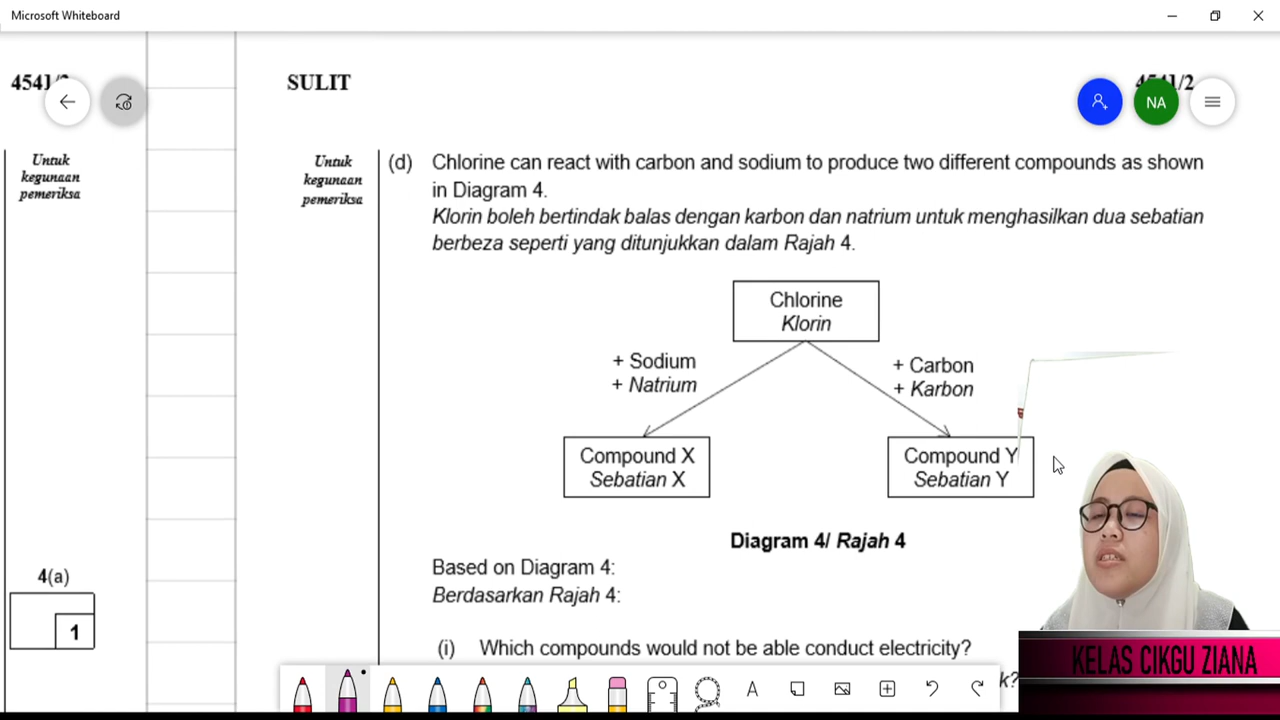 Microsoft Whiteboard
SULIT
Untuk
kegunaan
pemeriksa
Untuk
kegunaan
pemeriksa
NA
(d) Chlorine can react with carbon and sodium to produce two different compounds as shown
in Diagram 4.
Klorin boleh bertindak balas dengan karbon dan natrium untuk menghasilkan dua sebatian
berbeza seperti yang ditunjukkan dalam Rajah 4.
Chlorine
Klorin
+ Sodium
+ Natrium
+ Carbon
+ Karbon
Compound X
Sebatian X
Compound Y
Sebatian Y
Diagram 4/ Rajah 4
Based on Diagram 4:
Berdasarkan Rajah 4:
4(a)
1
(i) Which compounds would not be able conduct electricity?
KELAS CIKGU ZIANA
A